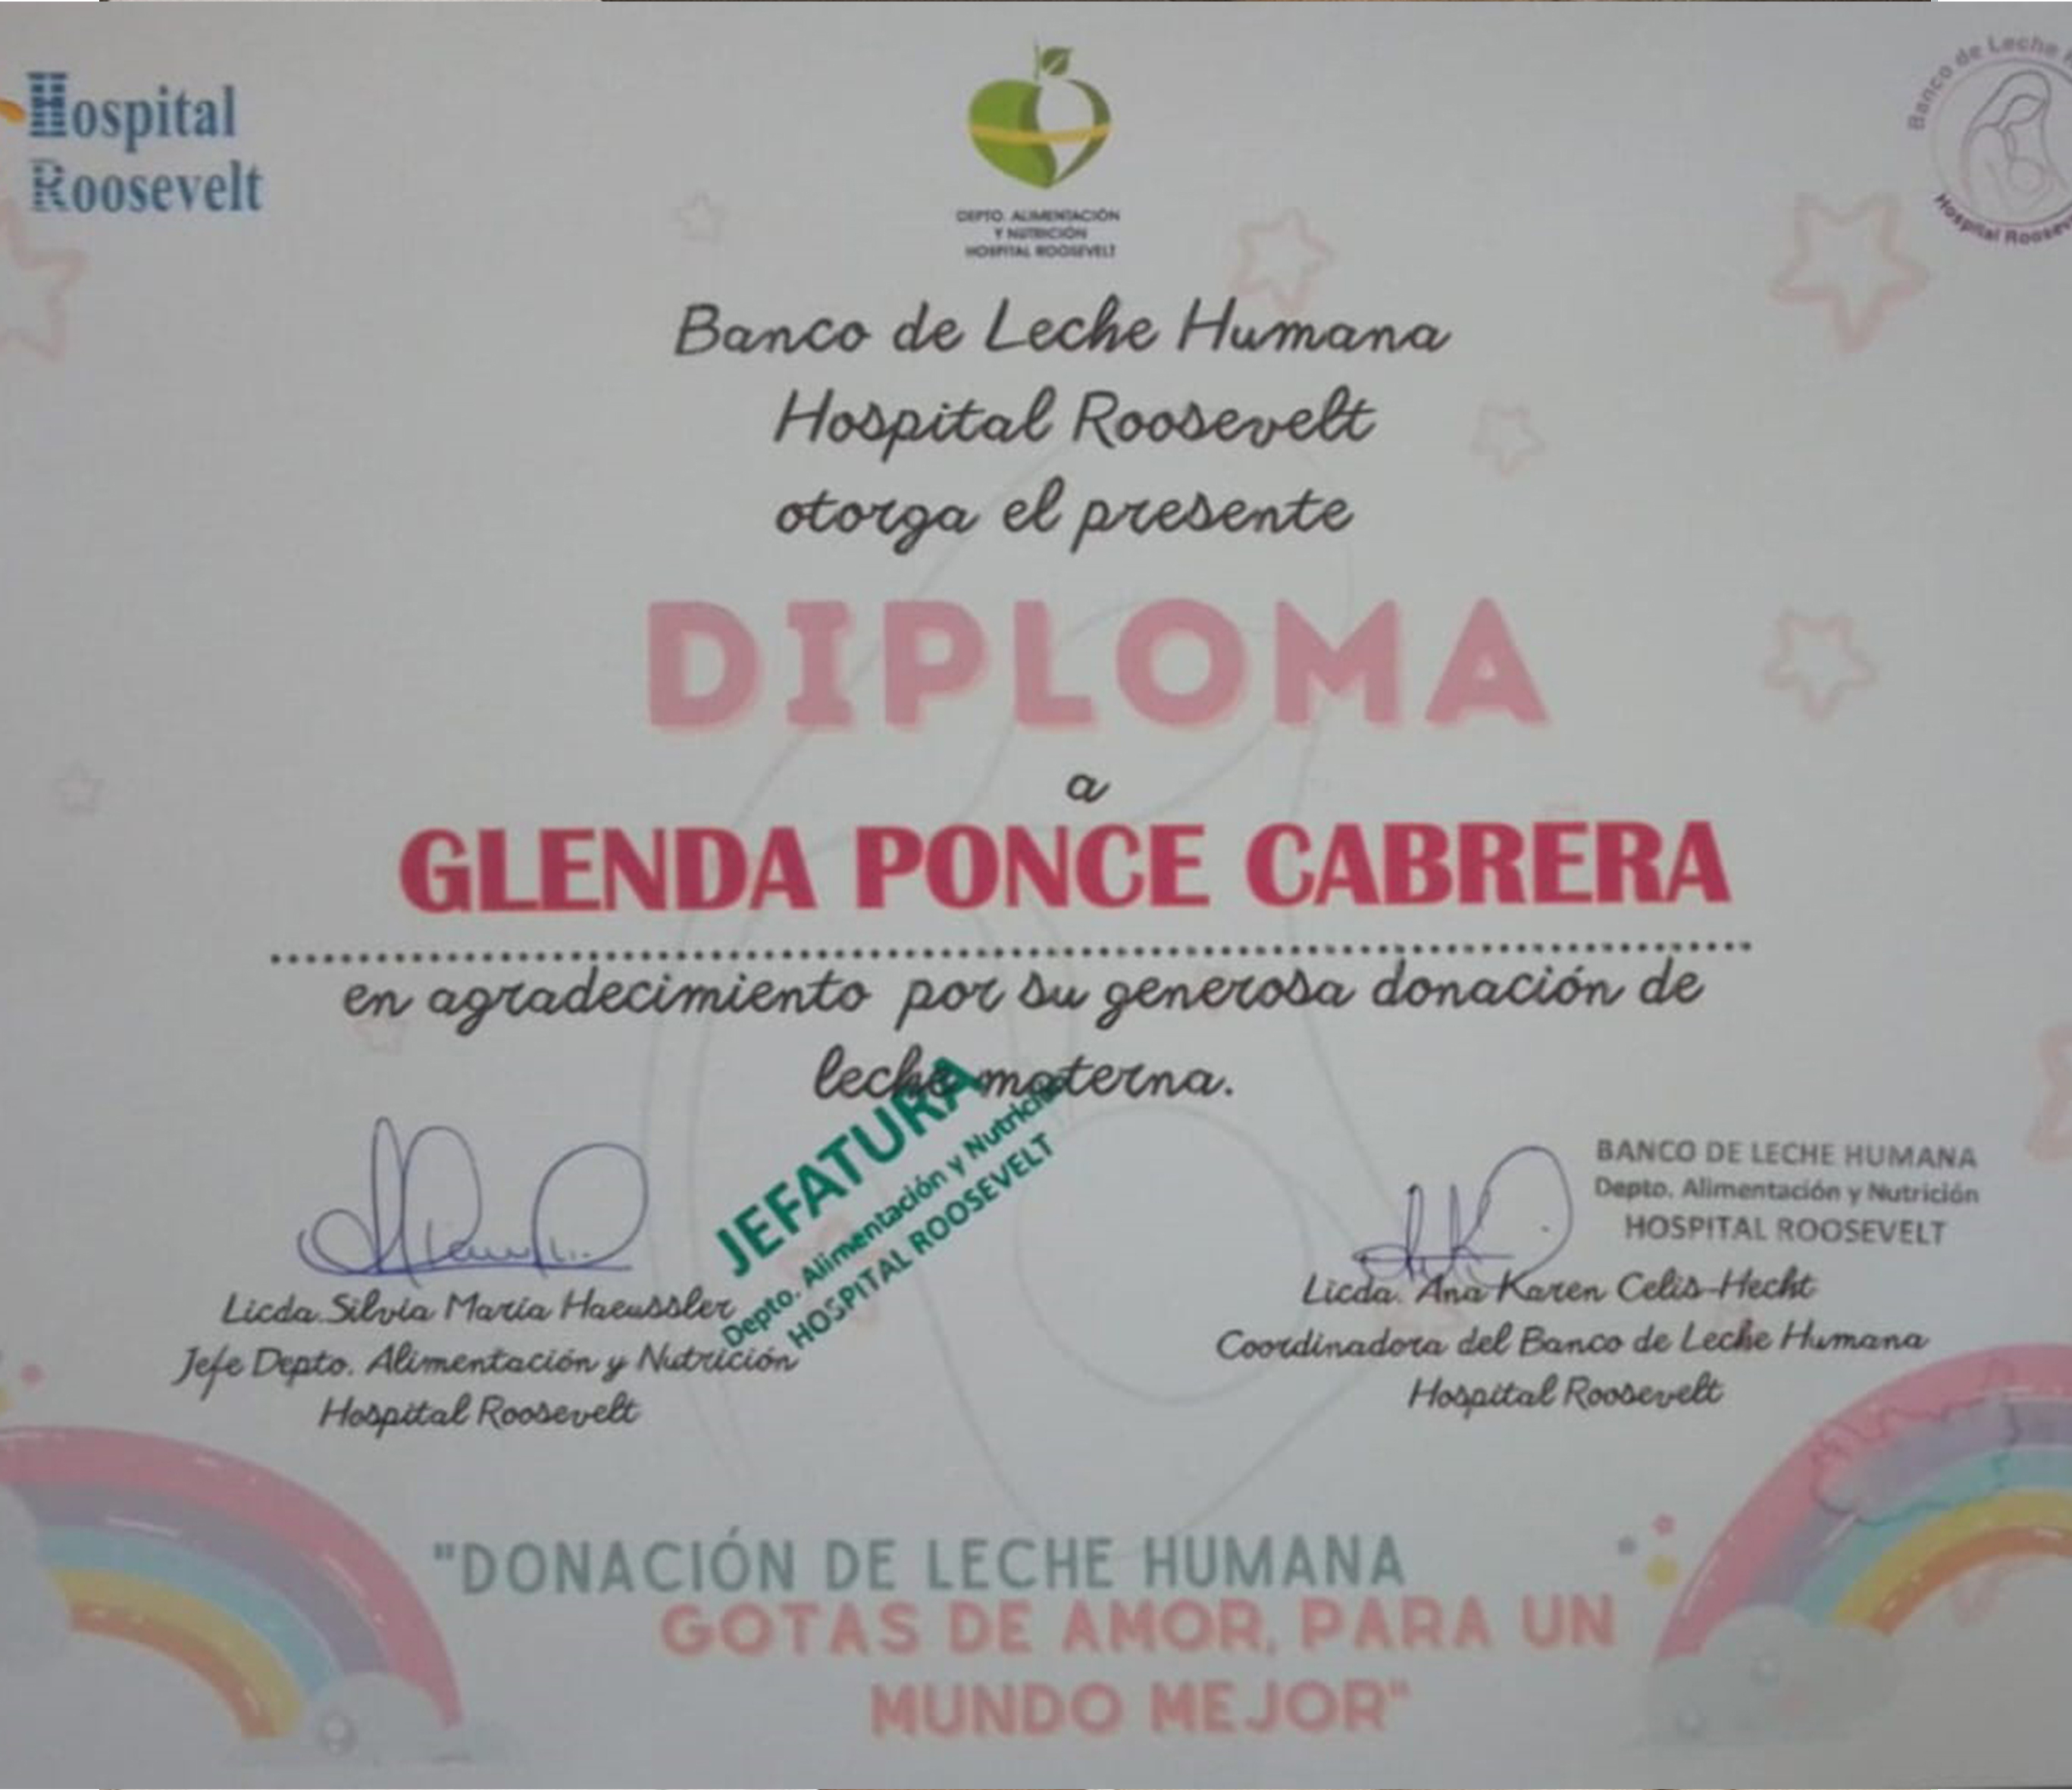 Hospital
Roosevelt
DEPTO. ALIMENTACIÓN
Y NUTRICIÓN
HOSPITAL ROOSEVELT
Banco de Leche
Hospital
Banco de Leche Humana
Hospital Roosevelt
otorga el presente
DIPLOMA
a
GLENDA PONCE CABRERA
en agradecimiento por su generosa donación de
leche materna.
JEFATURA
Depto. Alimentación y Nutrición
HOSPITAL ROOSEVELT
BANCO DE LECHE HUMANA
Depto. Alimentación y Nutrición
HOSPITAL ROOSEVELT
Licda. Silvia María Haeussler
Jefe Depto. Alimentación y Nutrición
Hospital Roosevelt
Licda. Ana Karen Celis-Hecht
Coordinadora del Banco de Leche Humana
Hospital Roosevelt
"DONACIÓN DE LECHE HUMANA
GOTAS DE AMOR, PARA UN
MUNDO MEJOR"